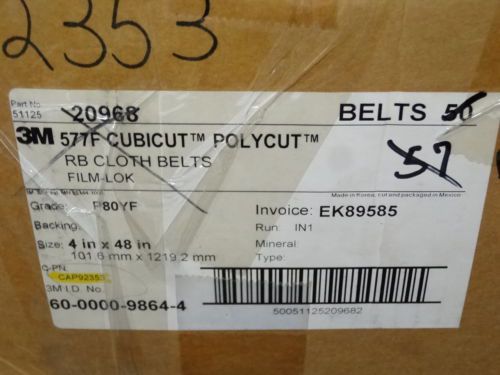 2353
Part No.
51125
20968
BELTS 50
3M 577F CUBICUT™ POLYCUT™
57
RB CLOTH BELTS
FILM-LOK
Made in Korea, cut and packaged in Mexico
Grade: P80YF
Invoice: EK89585
Backing:
Run: IN1
Size: 4 in x 48 in
Mineral
101.6 mm x 1219.2 mm
Type:
C-PN:
CAP92353
3M I.D. No
60-0000-9864-4
50051125209682